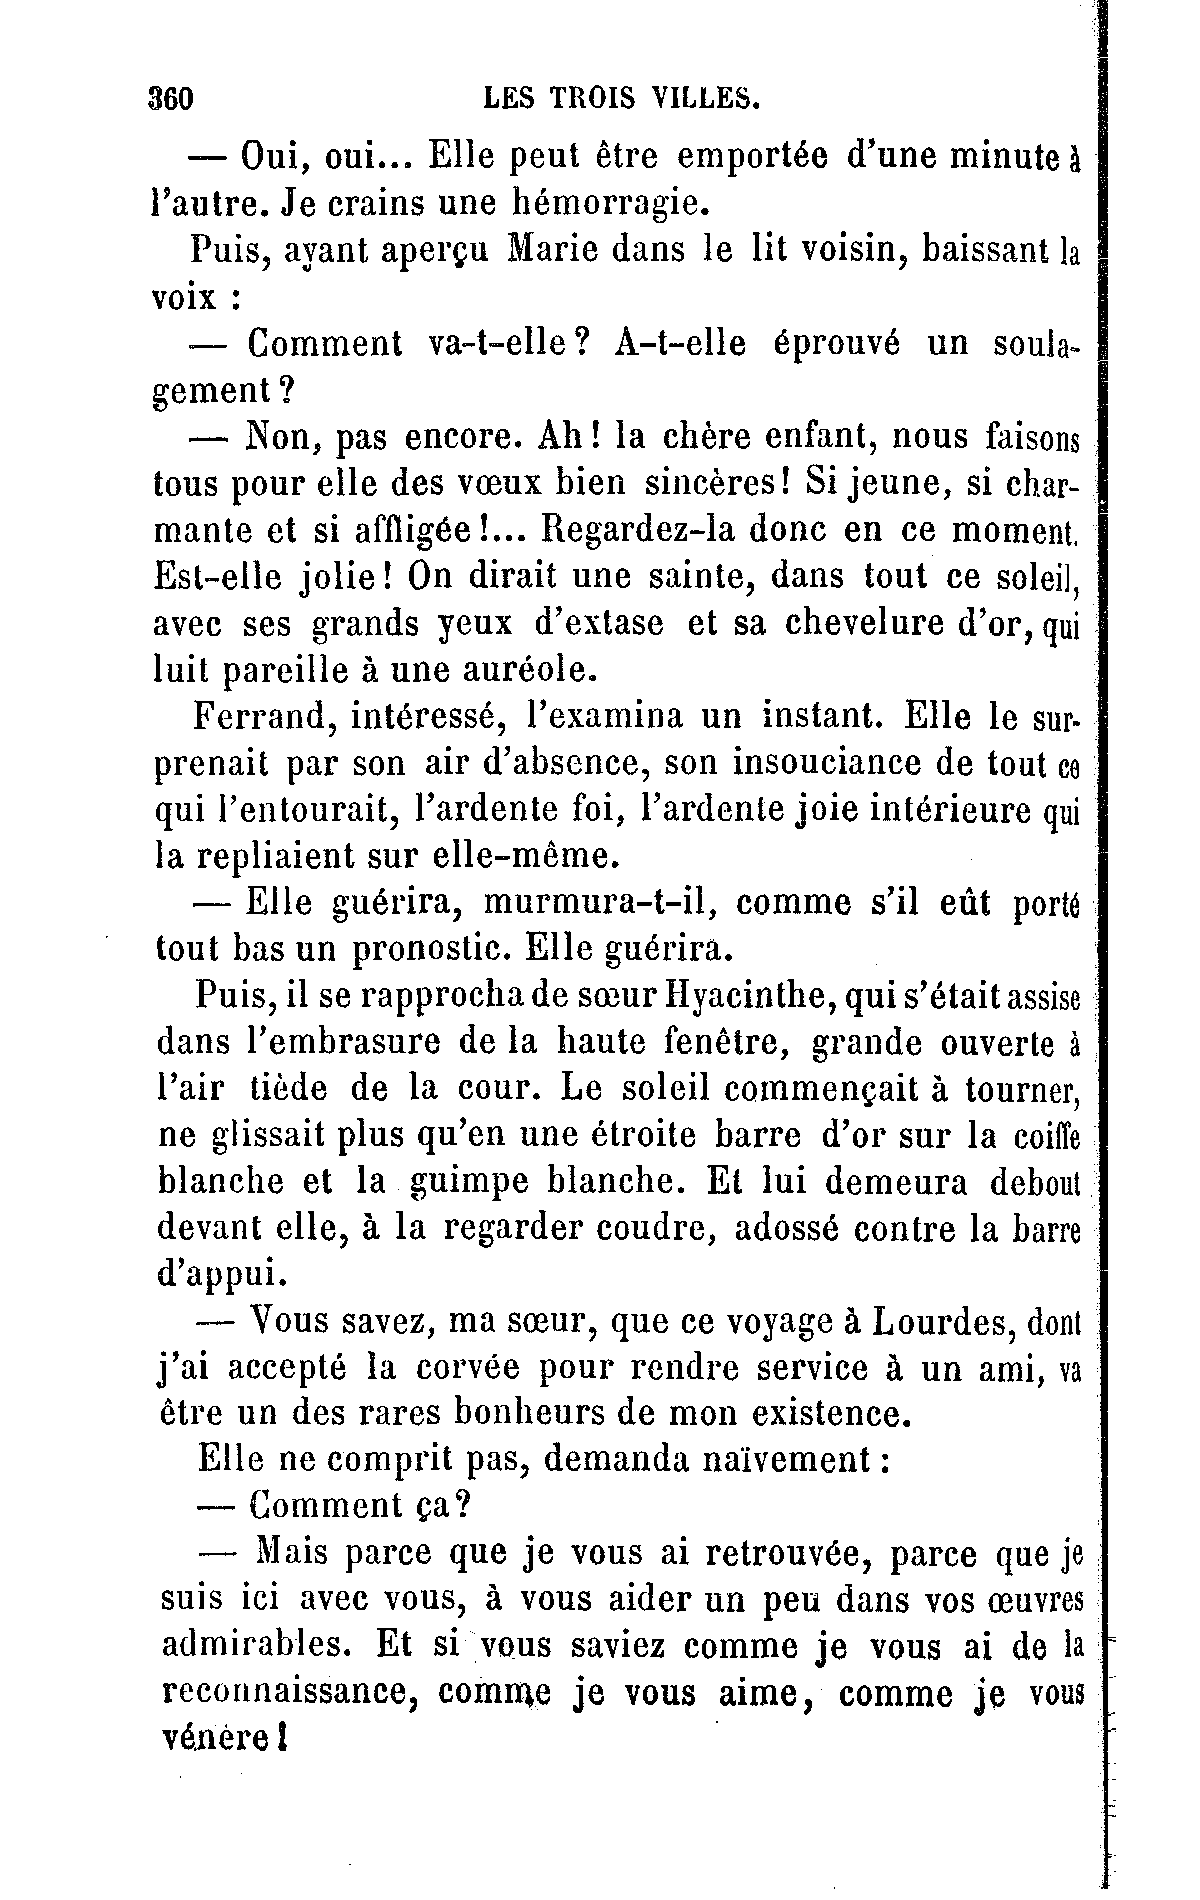 360 LES TROIS VILLES.
— Oui, oui... Elle peut être emportée d'une minute à
l'autre. Je crains une hémorragie.
Puis, ayant aperçu Marie dans le lit voisin, baissant la
voix :
— Comment va-t-elle? A-t-elle éprouvé un soula-
gement?
— Non, pas encore. Ah! la chère enfant, nous faisons
tous pour elle des vœux bien sincères! Si jeune, si char-
mante et si affligée!... Regardez-la donc en ce moment.
Est-elle jolie! On dirait une sainte, dans tout ce soleil,
avec ses grands yeux d'extase et sa chevelure d'or, qui
luit pareille à une auréole.
Ferrand, intéressé, l'examina un instant. Elle le sur-
prenait par son air d'absence, son insouciance de tout ce
qui l'entourait, l'ardente foi, l'ardente joie intérieure qui
la repliaient sur elle-même.
— Elle guérira, murmura-t-il, comme s'il eût porté
tout bas un pronostic. Elle guérira.
Puis, il se rapprocha de sœur Hyacinthe, qui s'était assise
dans l'embrasure de la haute fenêtre, grande ouverte à
l'air tiède de la cour. Le soleil commençait à tourner,
ne glissait plus qu'en une étroite barre d'or sur la coiffe
blanche et la guimpe blanche. Et lui demeura debout
devant elle, à la regarder coudre, adossé contre la barre
d'appui.
— Vous savez, ma sœur, que ce voyage à Lourdes, dont
j'ai accepté la corvée pour rendre service à un ami, va
être un des rares bonheurs de mon existence.
Elle ne comprit pas, demanda naïvement :
— Comment ça?
— Mais parce que je vous ai retrouvée, parce que je
suis ici avec vous, à vous aider un peu dans vos œuvres
admirables. Et si vous saviez comme je vous ai de la
reconnaissance, comme je vous aime, comme je vous
vénère!